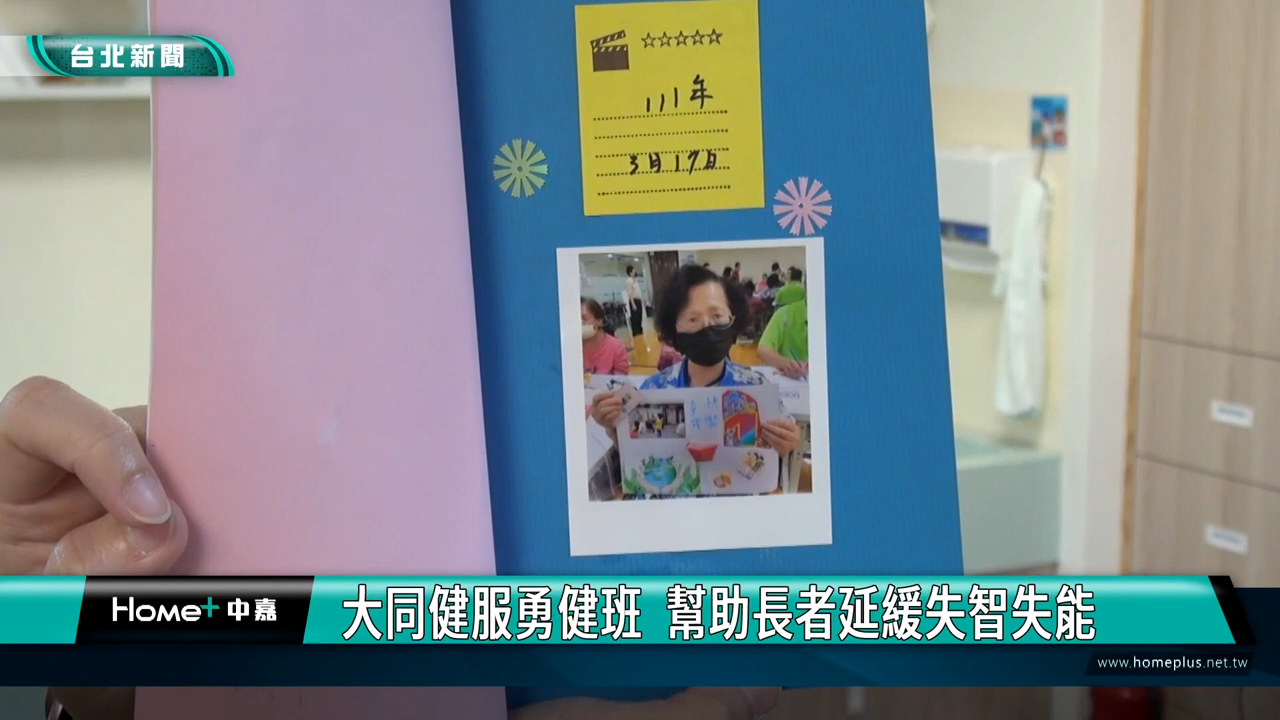 台北新聞
111年
3月17日
Home+中嘉
大同健服勇健班 幫助長者延緩失智失能
www.homeplus.net.tw